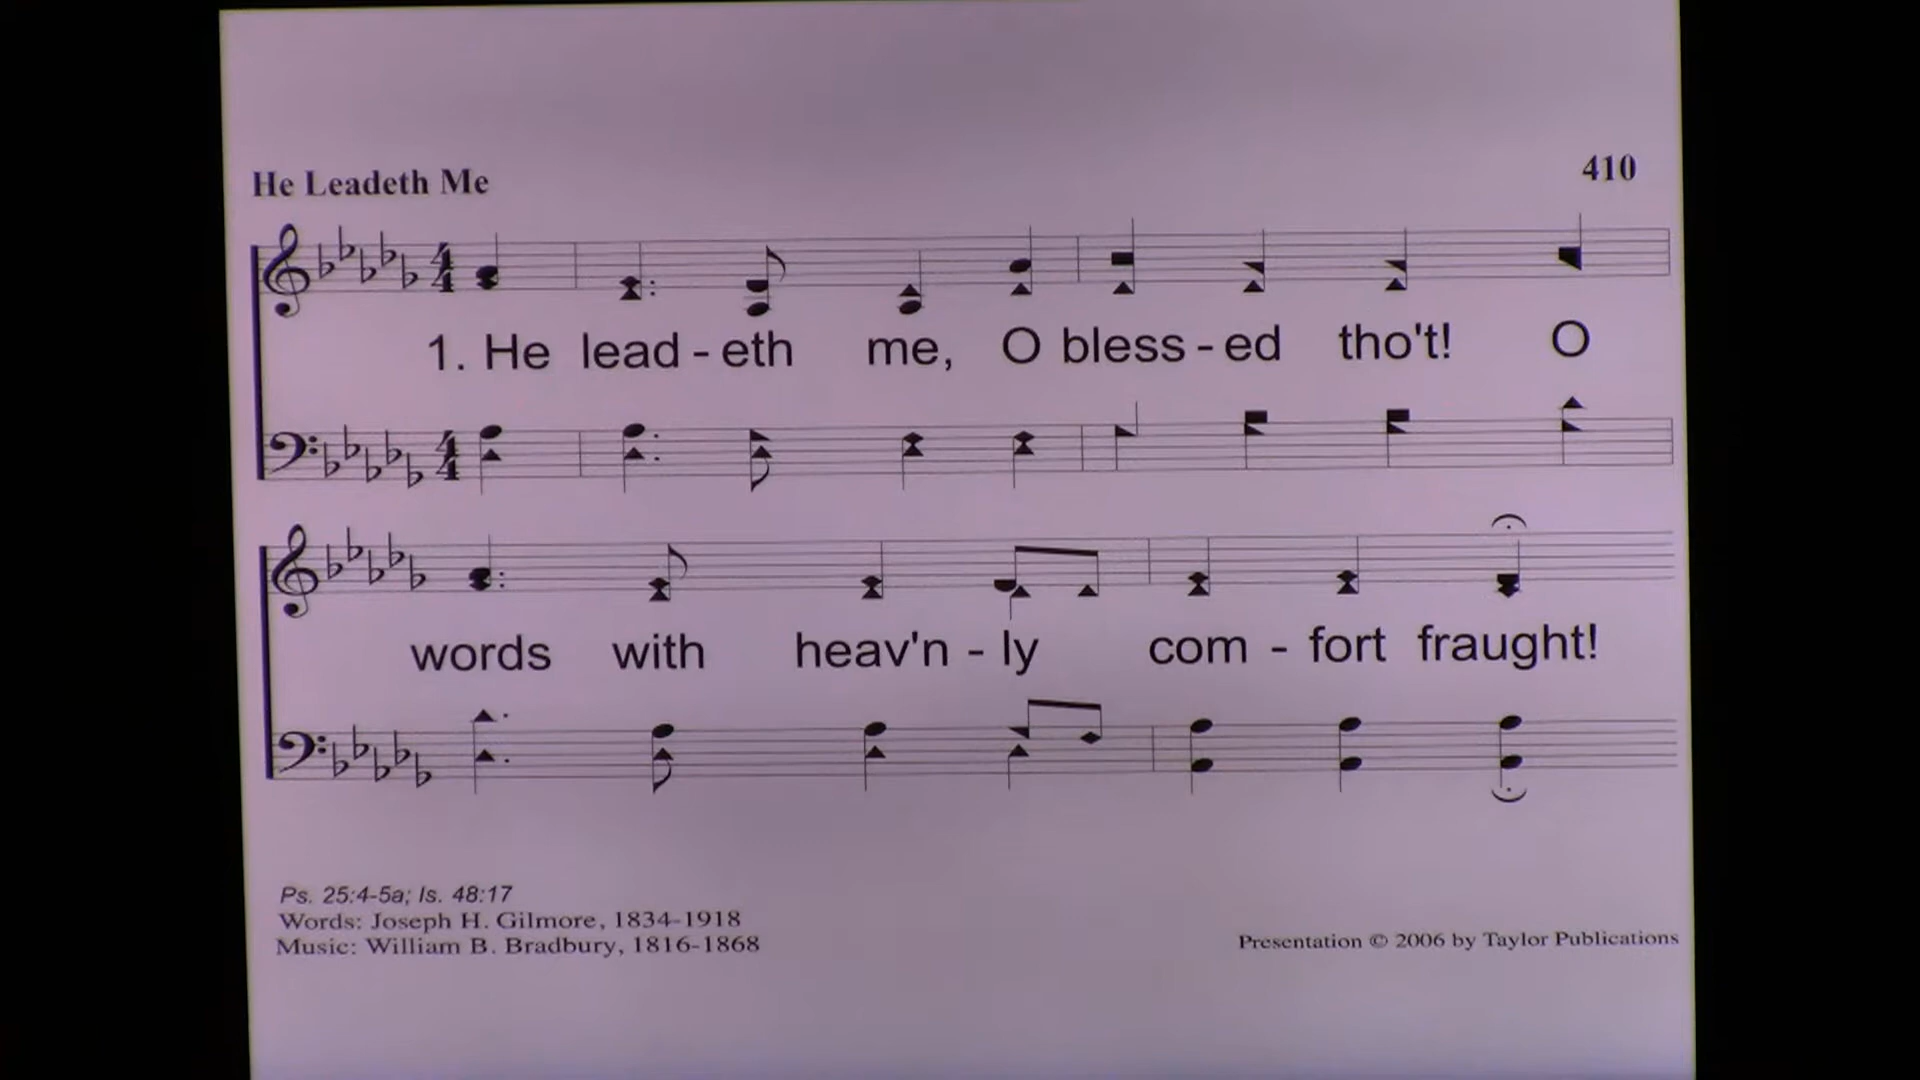 He Leadeth Me
410
1. He lead - eth me, O bless - ed tho't! O
words with heav'n - ly com - fort fraught!
Ps. 25:4-5a; Is. 48:17
Words: Joseph H. Gilmore, 1834-1918
Music: William B. Bradbury, 1816-1868
Presentation © 2006 by Taylor Publications